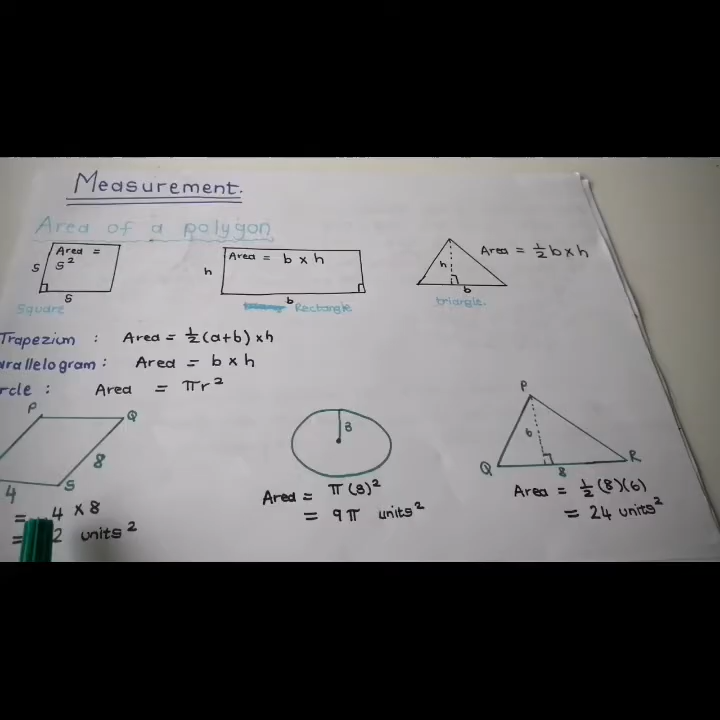 Measurement.
Area of a polygon
Area =
s²
s
s
Square
Area = b x h
h
b
Rectangle
Area = ½ b x h
h
b
triangle.
Trapezium : Area = ½ (a+b) x h
rallelogram : Area = b x h
rcle : Area = πr²
P
Q
8
S
4
= 4 x 8
= 2 units²
Area = π(3)²
= 9π units²
P
6
Q
8
R
Area = ½ (8)(6)
= 24 units²